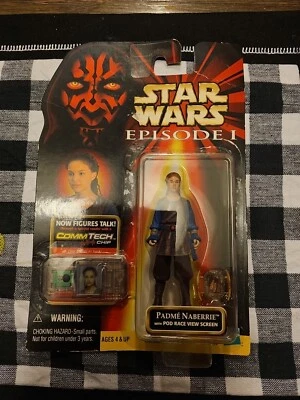 STAR
WARS
EPISODE I
NOW FIGURES TALK!
COMMTECH
CHIP
PADMÉ NABERRIE™
WITH POD RACE VIEW SCREEN
WARNING:
CHOKING HAZARD-Small parts.
Not for children under 3 years.
AGES 4 & UP